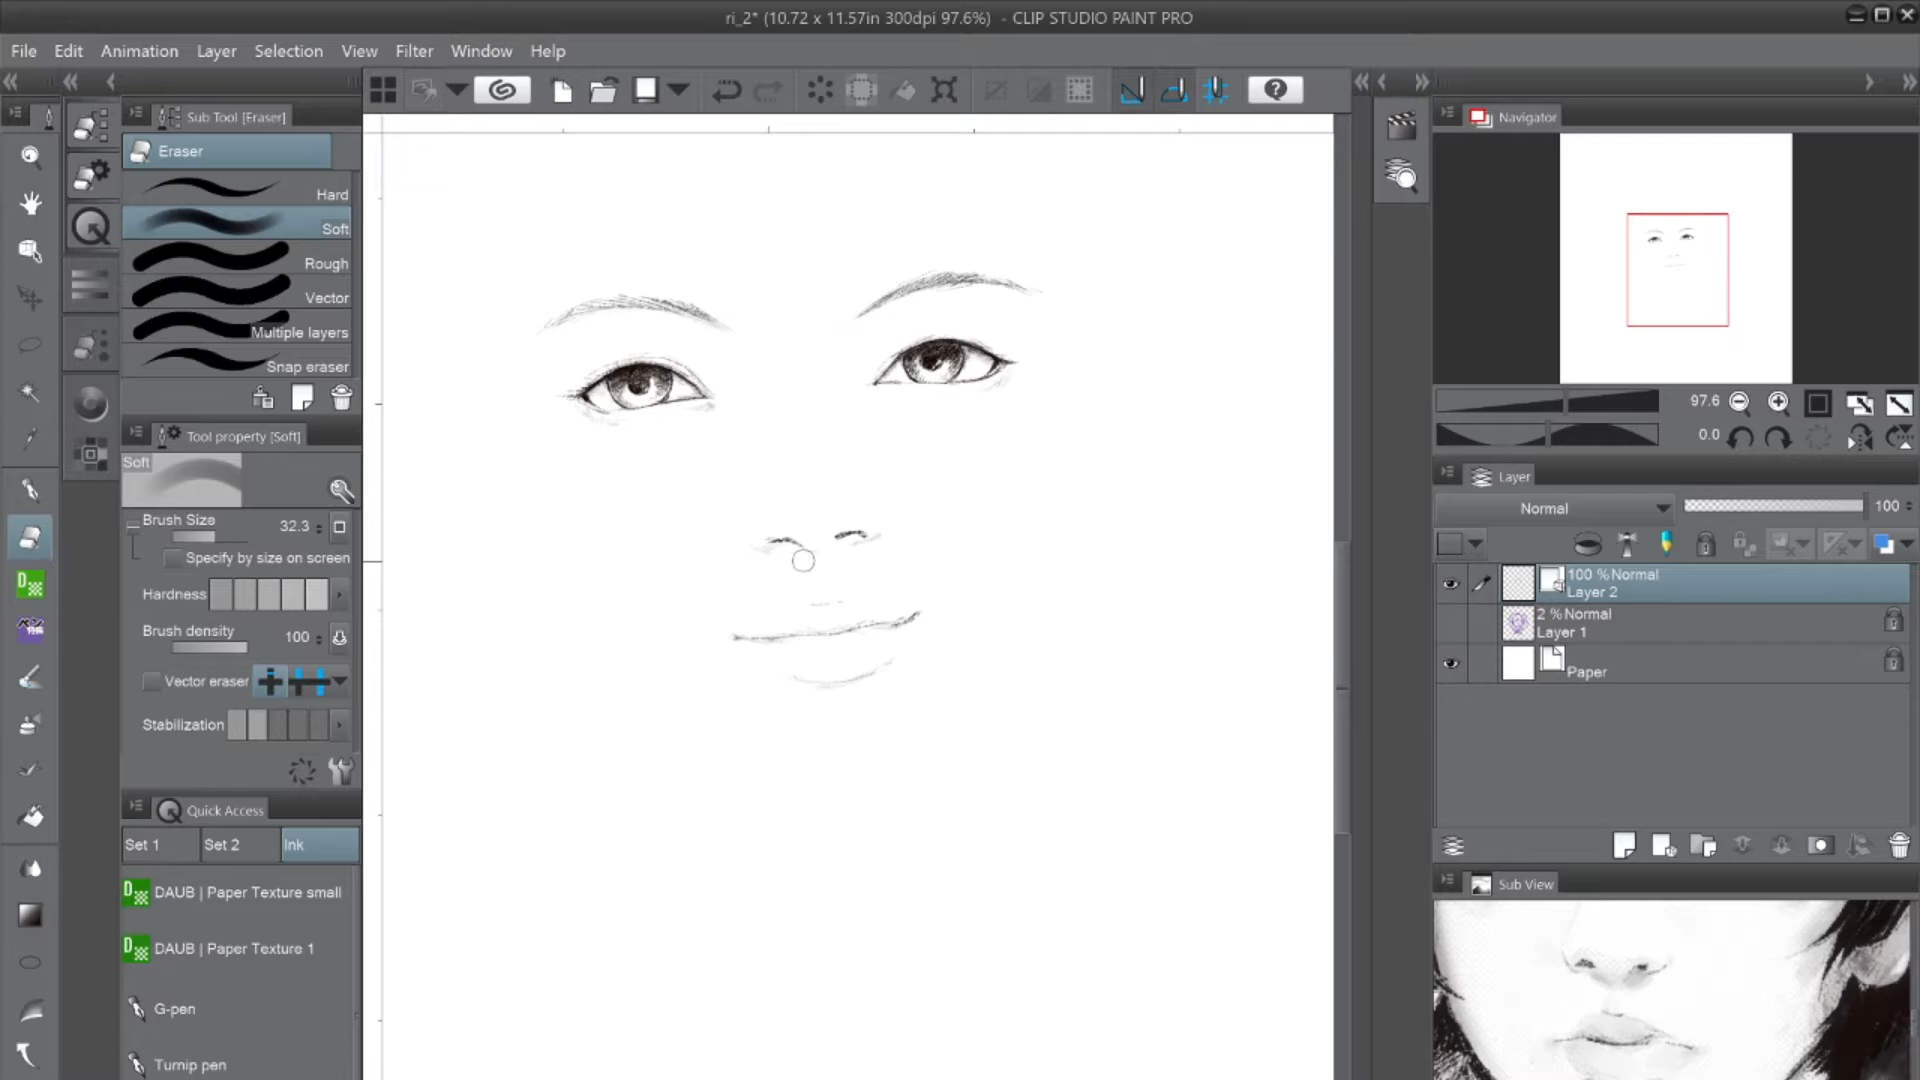 ri_2* (10.72 x 11.57in 300dpi 97.6%) - CLIP STUDIO PAINT PRO
File Edit Animation Layer Selection View Filter Window Help
Sub Tool [Eraser]
Eraser
Hard
Soft
Rough
Vector
Multiple layers
Snap eraser
Tool property [Soft]
Soft
Brush Size 32.3
Specify by size on screen
Hardness
Brush density 100
Vector eraser
Stabilization
Quick Access
Set 1 Set 2 Ink
DAUB | Paper Texture small
DAUB | Paper Texture 1
G-pen
Turnip pen
Navigator
97.6
0.0
Layer
Normal 100
100 %Normal
Layer 2
2 %Normal
Layer 1
Paper
Sub View